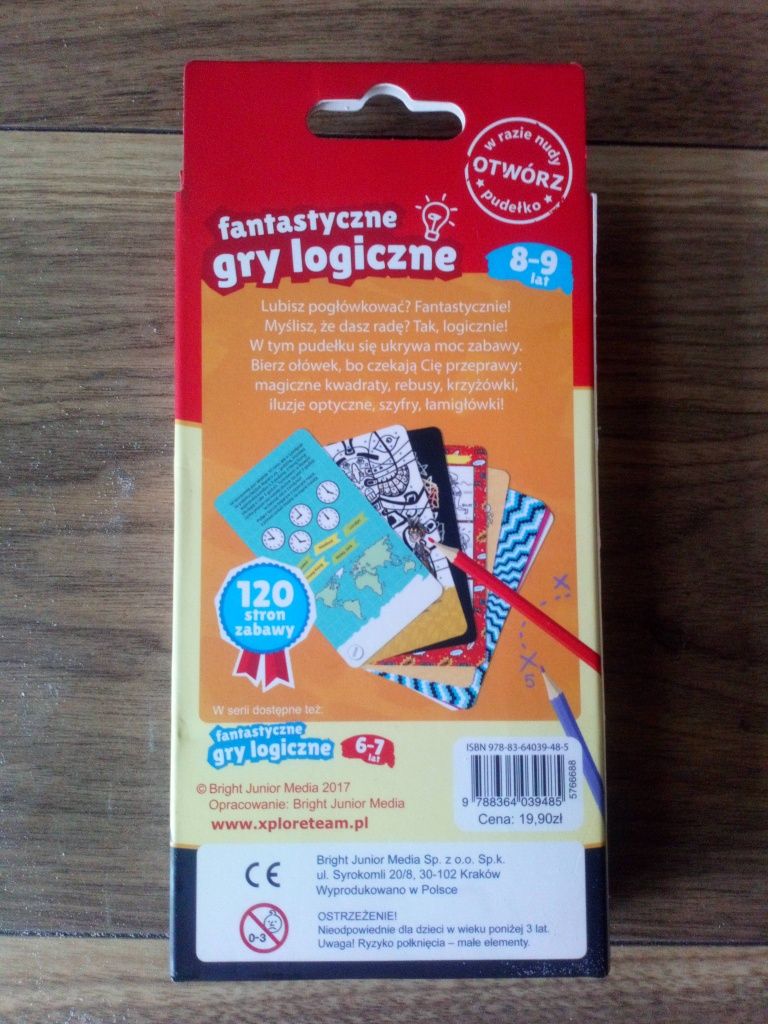 w razie nudy
OTWÓRZ
pudełko
fantastyczne
gry logiczne
8-9
lat
Lubisz pogłówkować? Fantastycznie!
Myślisz, że dasz radę? Tak, logicznie!
W tym pudełku się ukrywa moc zabawy.
Bierz ołówek, bo czekają Cię przeprawy:
magiczne kwadraty, rebusy, krzyżówki,
iluzje optyczne, szyfry, łamigłówki!
120
stron
zabawy
X
X
5
W serii dostępne też:
fantastyczne
gry logiczne
6-7
lat
ISBN 978-83-64039-48-5
9 788364 039485
5766688
Cena: 19,90zł
© Bright Junior Media 2017
Opracowanie: Bright Junior Media
www.xploreteam.pl
CE
Bright Junior Media Sp. z o.o. Sp.k.
ul. Syrokomli 20/8, 30-102 Kraków
Wyprodukowano w Polsce
0-3
OSTRZEŻENIE!
Nieodpowiednie dla dzieci w wieku poniżej 3 lat.
Uwaga! Ryzyko połknięcia – małe elementy.